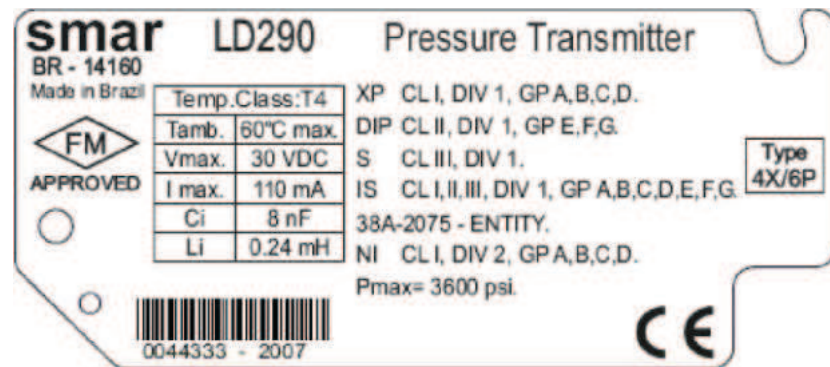 smar LD290 Pressure Transmitter
BR - 14160
Made in Brazil
FM
APPROVED
Temp.Class:T4
Tamb. 60°C max.
Vmax. 30 VDC
I max. 110 mA
Ci 8 nF
Li 0.24 mH
XP CL I, DIV 1, GP A,B,C,D.
DIP CL II, DIV 1, GP E,F,G.
S CL III, DIV 1.
IS CL I,II,III, DIV 1, GP A,B,C,D,E,F,G.
38A-2075 - ENTITY.
NI CL I, DIV 2, GP A,B,C,D.
Pmax= 3600 psi.
Type
4X/6P
0044333 - 2007
CE